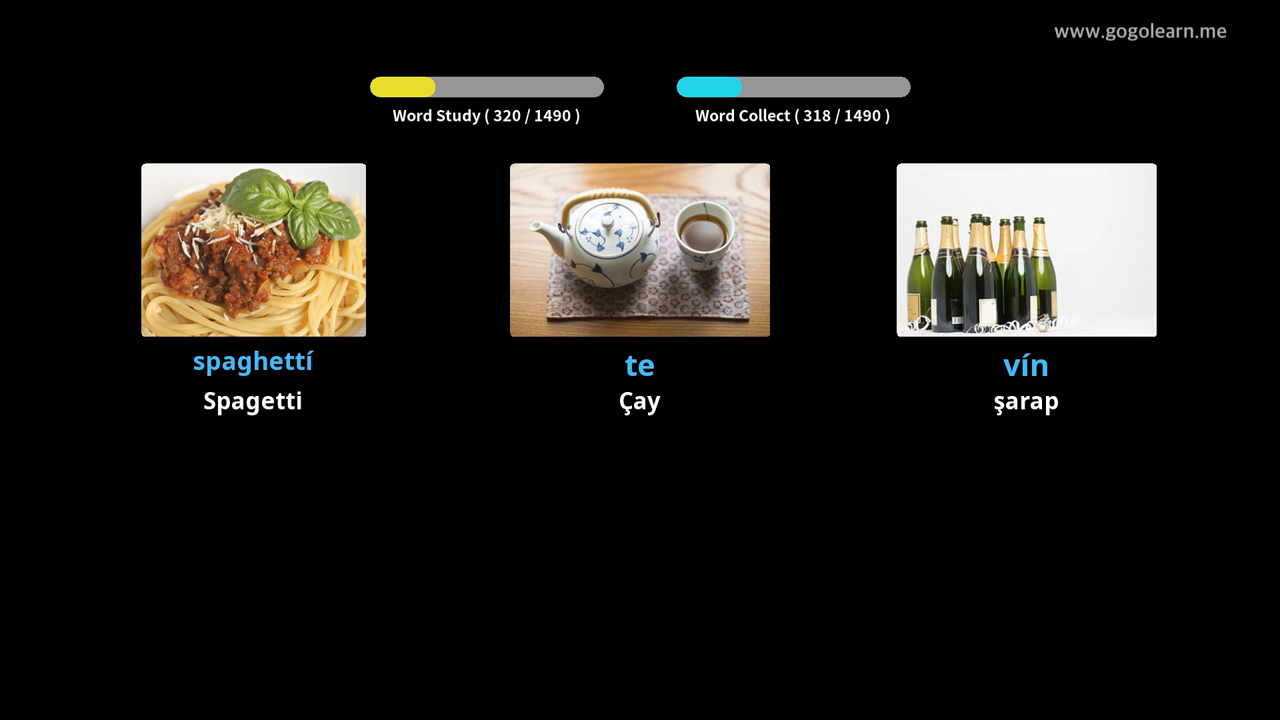 www.gogolearn.me
Word Study ( 320 / 1490 )
Word Collect ( 318 / 1490 )
spaghettí
Spagetti
te
Çay
vín
şarap